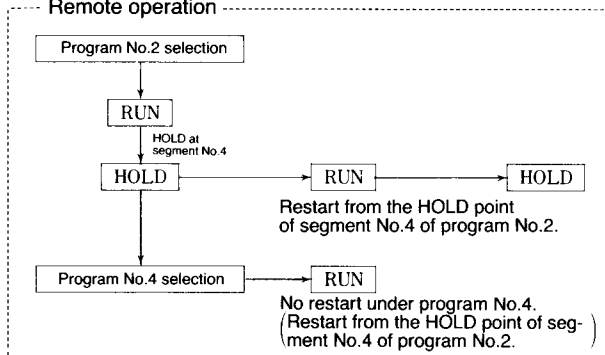 Remote operation
Program No.2 selection
RUN
HOLD at
segment No.4
HOLD
RUN
HOLD
Restart from the HOLD point
of segment No.4 of program No.2.
Program No.4 selection
RUN
No restart under program No.4.
(Restart from the HOLD point of seg-
ment No.4 of program No.2.)